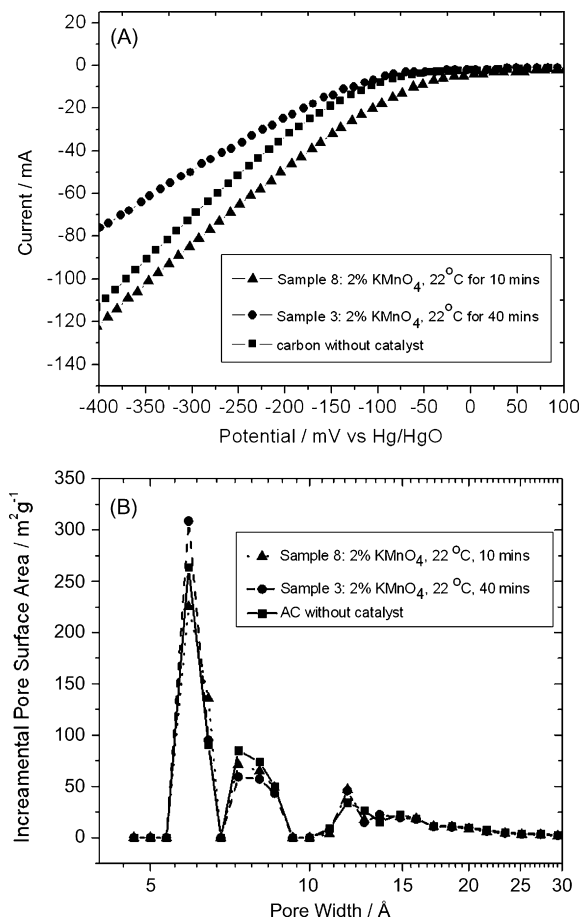 (A)
0
-20
-40
-60
-80
-100
-120
-140
Current / mA
Sample 8: 2% KMnO4, 22°C for 10 mins
Sample 3: 2% KMnO4, 22°C for 40 mins
carbon without catalyst
-400 -350 -300 -250 -200 -150 -100 -50 0 50 100
Potential / mV vs Hg/HgO
(B)
350
300
250
200
150
100
50
0
Increamental Pore Surface Area / m²g⁻¹
Sample 8: 2% KMnO4, 22 °C, 10 mins
Sample 3: 2% KMnO4, 22 °C, 40 mins
AC without catalyst
5 10 15 20 25 30
Pore Width / Å